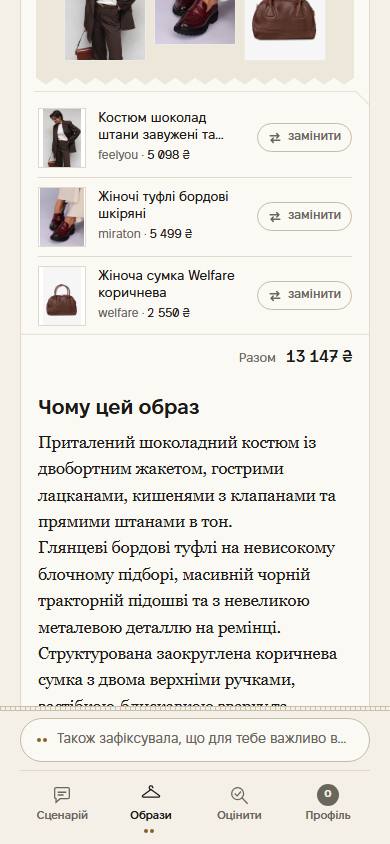 Костюм шоколад
штани завужені та...
feelyou · 5 098 ₴
замінити
Жіночі туфлі бордові
шкіряні
miraton · 5 499 ₴
замінити
Жіноча сумка Welfare
коричнева
welfare · 2 550 ₴
замінити
Разом 13 147 ₴
Чому цей образ
Приталений шоколадний костюм із
двобортним жакетом, гострими
лацканами, кишенями з клапанами та
прямими штанами в тон.
Глянцеві бордові туфлі на невисокому
блочному підборі, масивній чорній
тракторній підошві та з невеликою
металевою деталлю на ремінці.
Структурована заокруглена коричнева
сумка з двома верхніми ручками,
Також зафіксувала, що для тебе важливо в...
Сценарій
Образи
Оцінити
О
Профіль